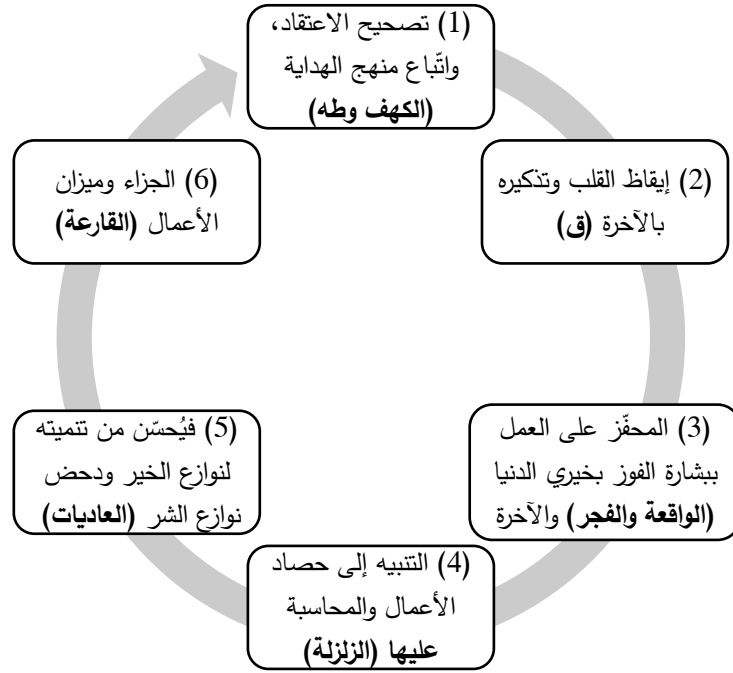 (1) تصحيح الاعتقاد،
واتّباع منهج الهداية
(الكهف وطه)
(2) إيقاظ القلب وتذكيره
بالآخرة (ق)
(3) المحفّز على العمل
ببشارة الفوز بخيري الدنيا
(الواقعة والفجر) والآخرة
(4) التنبيه إلى حصاد
الأعمال والمحاسبة
عليها (الزلزلة)
(5) فيُحسّن من تنميته
لنوازع الخير ودحض
نوازع الشر (العاديات)
(6) الجزاء وميزان
الأعمال (القارعة)